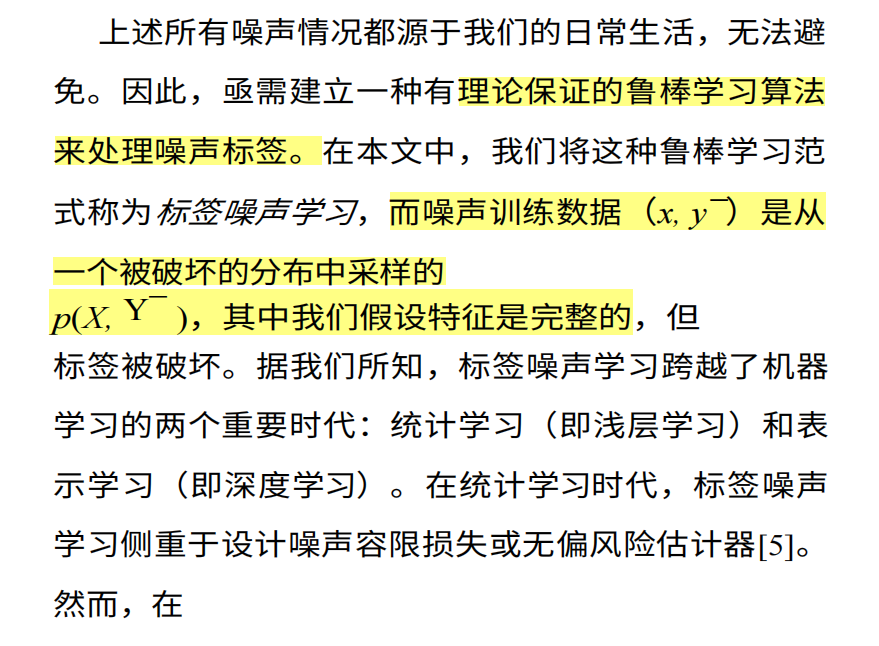 上述所有噪声情况都源于我们的日常生活，无法避
免。因此，亟需建立一种有理论保证的鲁棒学习算法
来处理噪声标签。在本文中，我们将这种鲁棒学习范
式称为标签噪声学习，而噪声训练数据（x, y¯）是从
一个被破坏的分布中采样的
p(X, Y¯ )，其中我们假设特征是完整的，但
标签被破坏。据我们所知，标签噪声学习跨越了机器
学习的两个重要时代：统计学习（即浅层学习）和表
示学习（即深度学习）。在统计学习时代，标签噪声
学习侧重于设计噪声容限损失或无偏风险估计器[5]。
然而，在